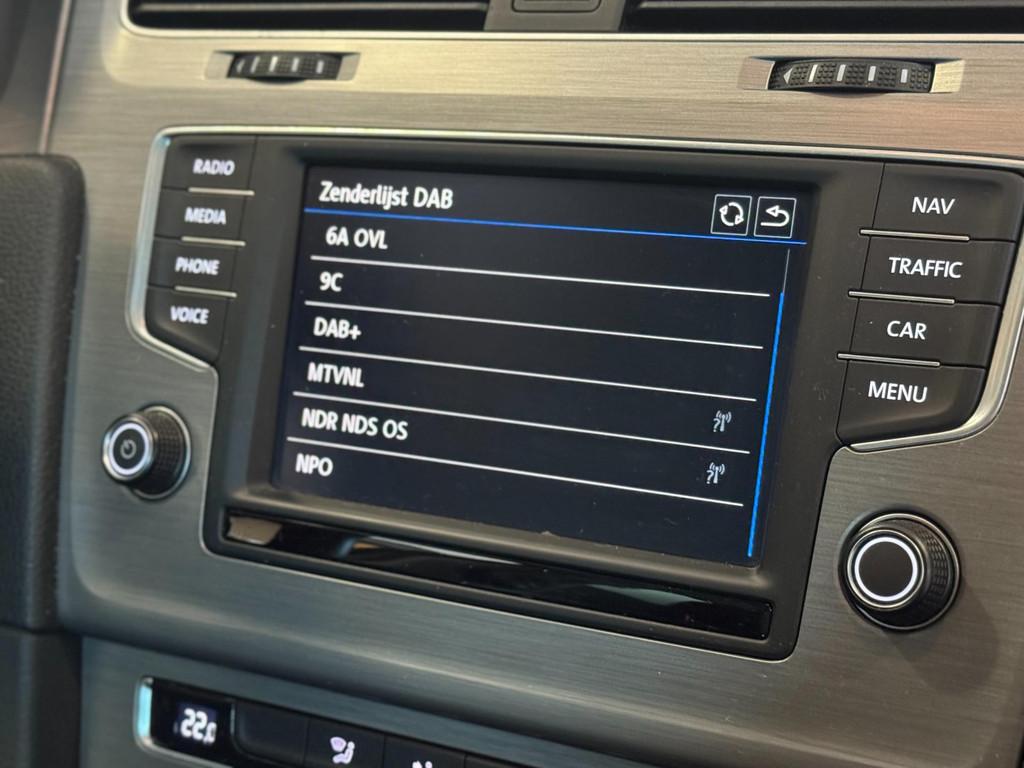 RADIO
MEDIA
PHONE
VOICE
Zenderlijst DAB
6A OVL
9C
DAB+
MTVNL
NDR NDS OS
NPO
NAV
TRAFFIC
CAR
MENU
22.0